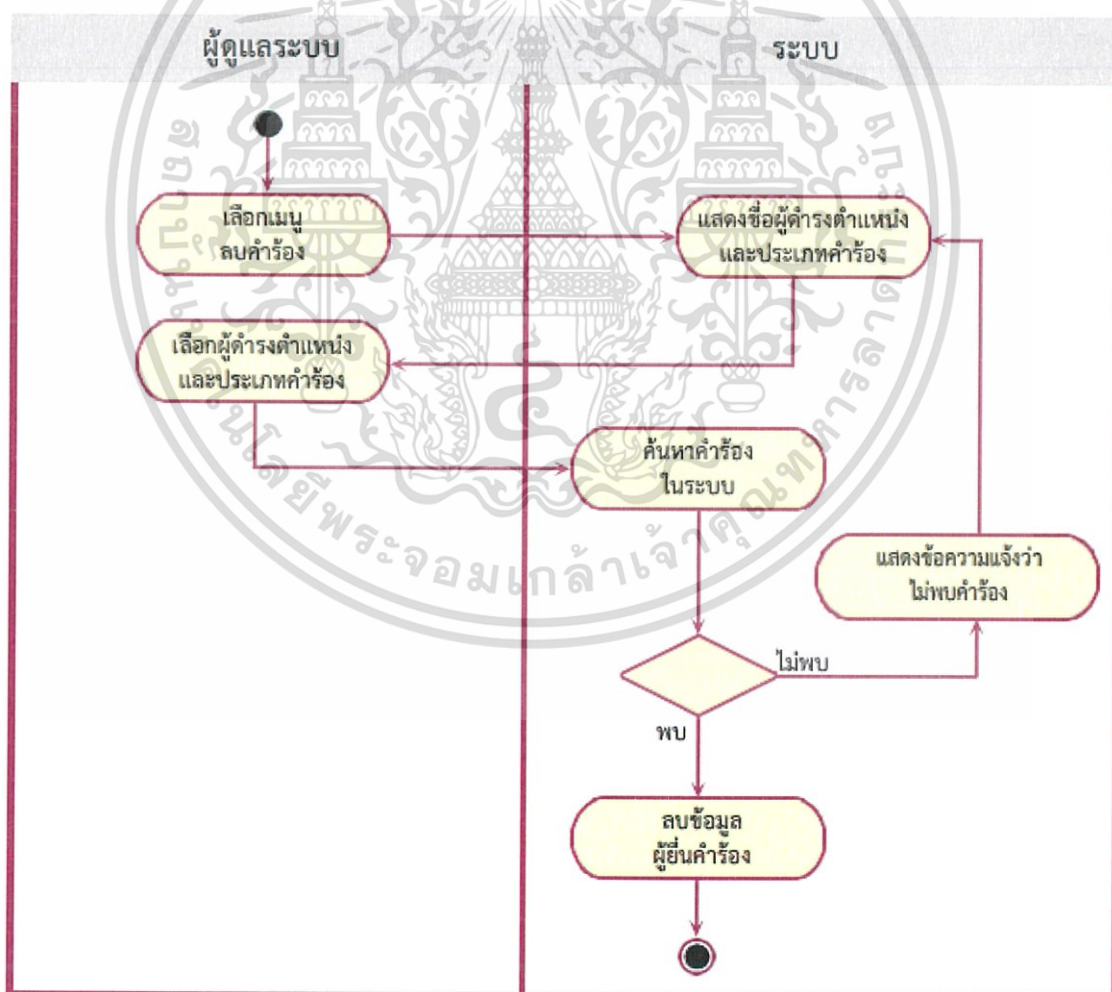 ผู้ดูแลระบบ
ระบบ
เลือกเมนู
ลบคำร้อง
แสดงชื่อผู้ดำรงตำแหน่ง
และประเภทคำร้อง
เลือกผู้ดำรงตำแหน่ง
และประเภทคำร้อง
ค้นหาคำร้อง
ในระบบ
แสดงข้อความแจ้งว่า
ไม่พบคำร้อง
ไม่พบ
พบ
ลบข้อมูล
ผู้ยื่นคำร้อง